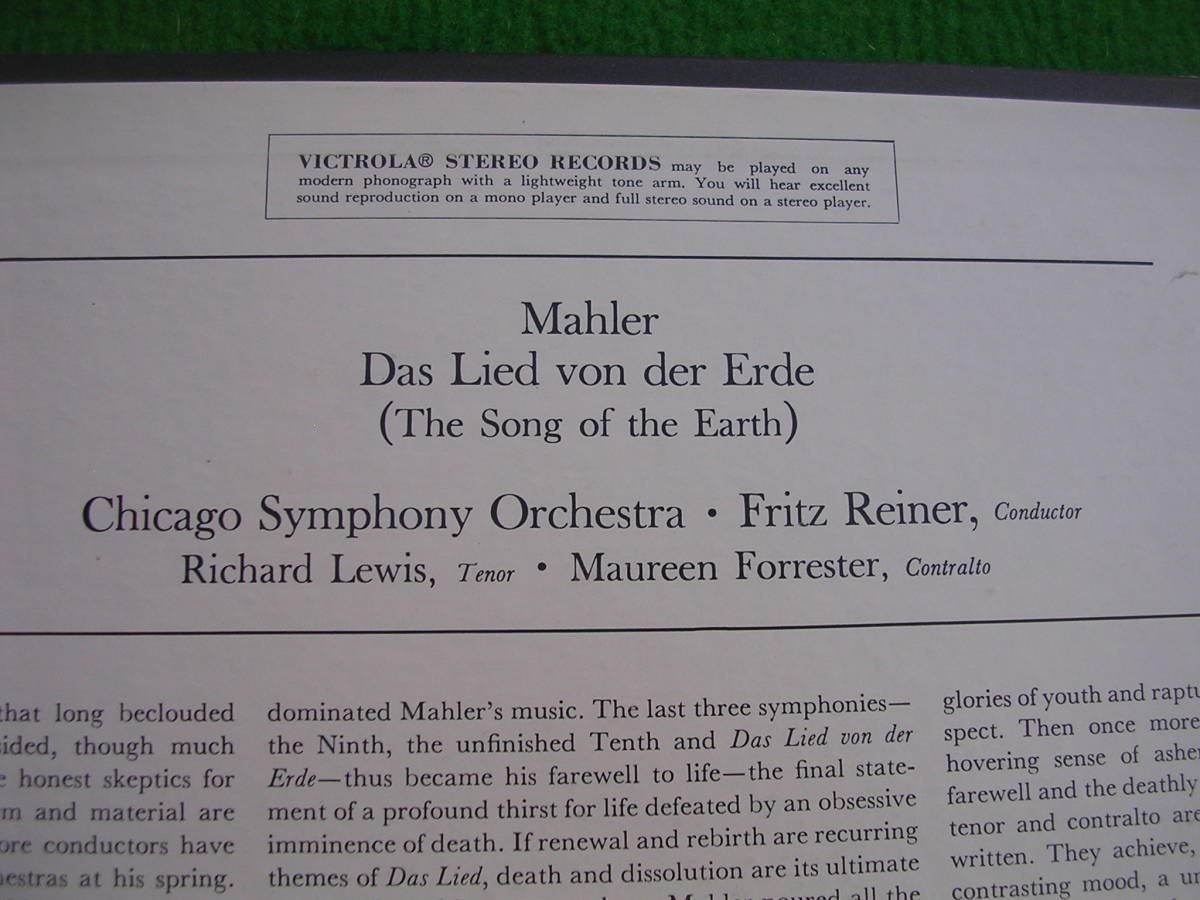 VICTROLA® STEREO RECORDS may be played on any
modern phonograph with a lightweight tone arm. You will hear excellent
sound reproduction on a mono player and full stereo sound on a stereo player.
Mahler
Das Lied von der Erde
(The Song of the Earth)
Chicago Symphony Orchestra • Fritz Reiner, Conductor
Richard Lewis, Tenor • Maureen Forrester, Contralto
that long beclouded
sided, though much
honest skeptics for
and material are
conductors have
at his spring.
dominated Mahler's music. The last three symphonies—
the Ninth, the unfinished Tenth and Das Lied von der
Erde—thus became his farewell to life—the final state-
ment of a profound thirst for life defeated by an obsessive
imminence of death. If renewal and rebirth are recurring
themes of Das Lied, death and dissolution are its ultimate
Mahler poured all the
glories of youth and
spect. Then once more
hovering sense of
farewell and the deathly
tenor and contralto are
written. They achieve,
contrasting mood, a